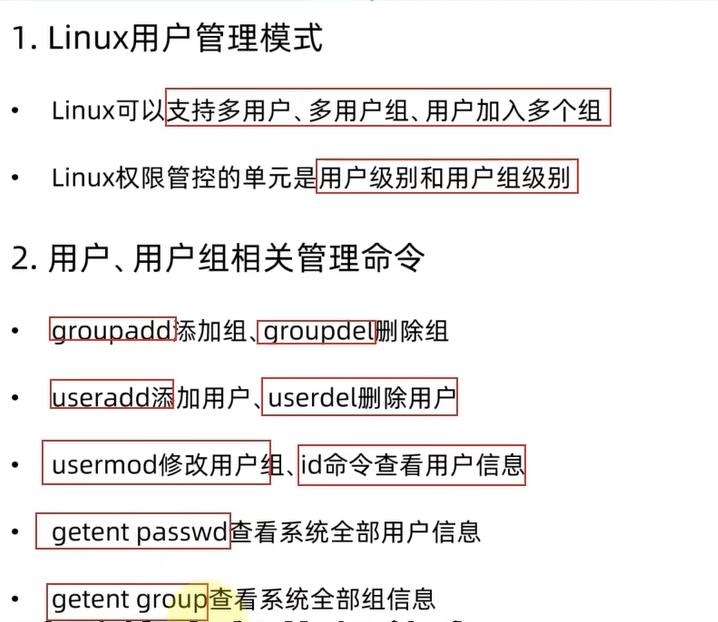 1. Linux用户管理模式
• Linux可以支持多用户、多用户组、用户加入多个组
• Linux权限管控的单元是用户级别和用户组级别
2. 用户、用户组相关管理命令
• groupadd添加组、groupdel删除组
• useradd添加用户、userdel删除用户
• usermod修改用户组、id命令查看用户信息
• getent passwd查看系统全部用户信息
• getent group查看系统全部组信息